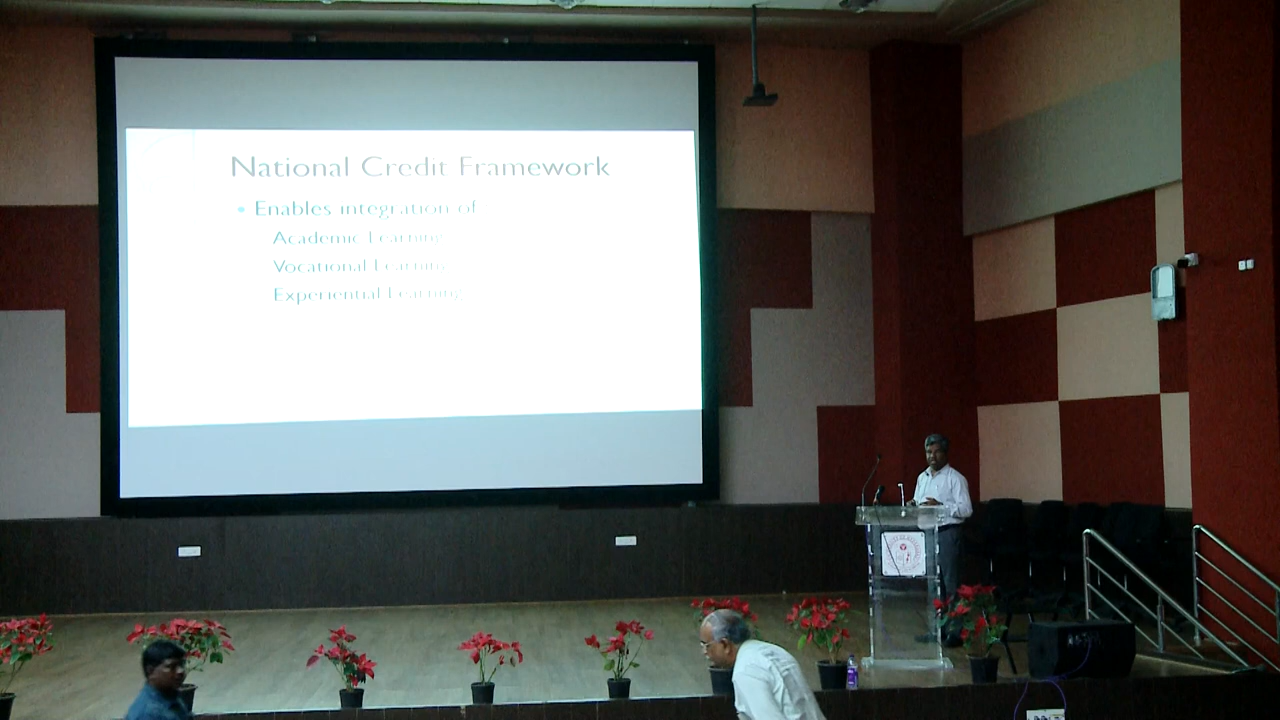 National Credit Framework
• Enables integration of
Academic Learning
Vocational Learning
Experiential Learning